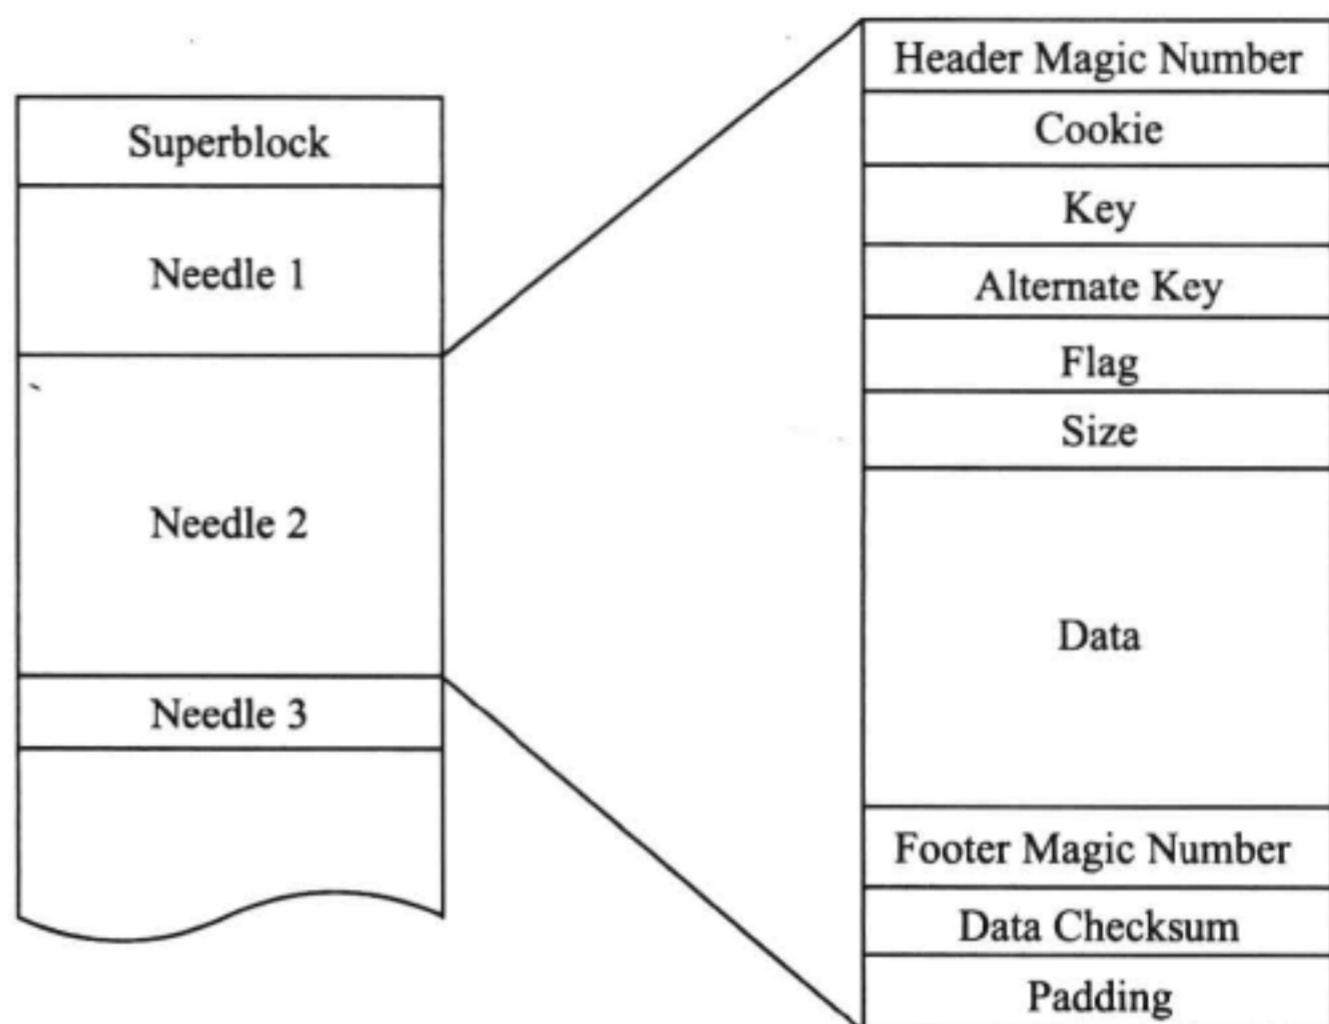 Superblock
Needle 1
Needle 2
Needle 3
Header Magic Number
Cookie
Key
Alternate Key
Flag
Size
Data
Footer Magic Number
Data Checksum
Padding